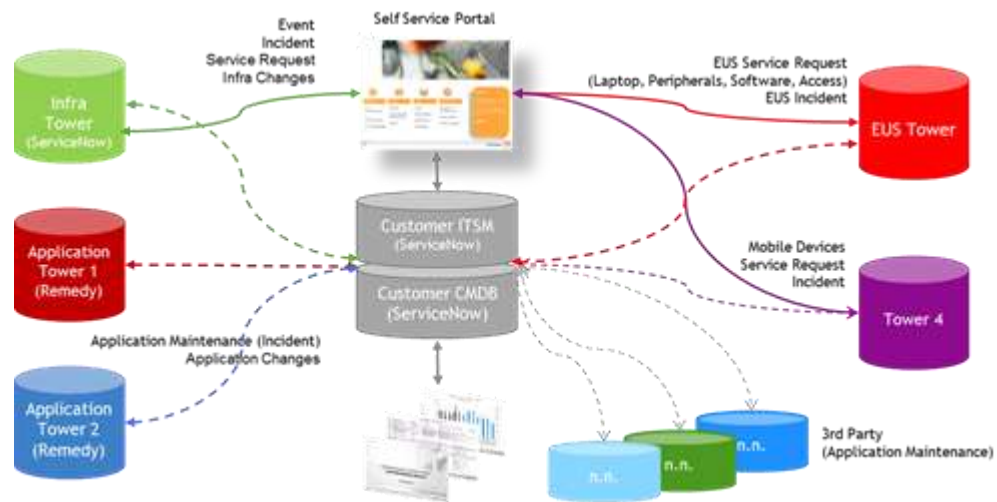 Self Service Portal
Event
Incident
Service Request
Infra Changes
EUS Service Request
(Laptop, Peripherals, Software, Access)
EUS Incident
Infra
Tower
(ServiceNow)
EUS Tower
Application
Tower 1
(Remedy)
Customer ITSM
(ServiceNow)
Customer CMDB
(ServiceNow)
Mobile Devices
Service Request
Incident
Tower 4
Application Maintenance (Incident)
Application Changes
Application
Tower 2
(Remedy)
n.n.
n.n.
n.n.
3rd Party
(Application Maintenance)